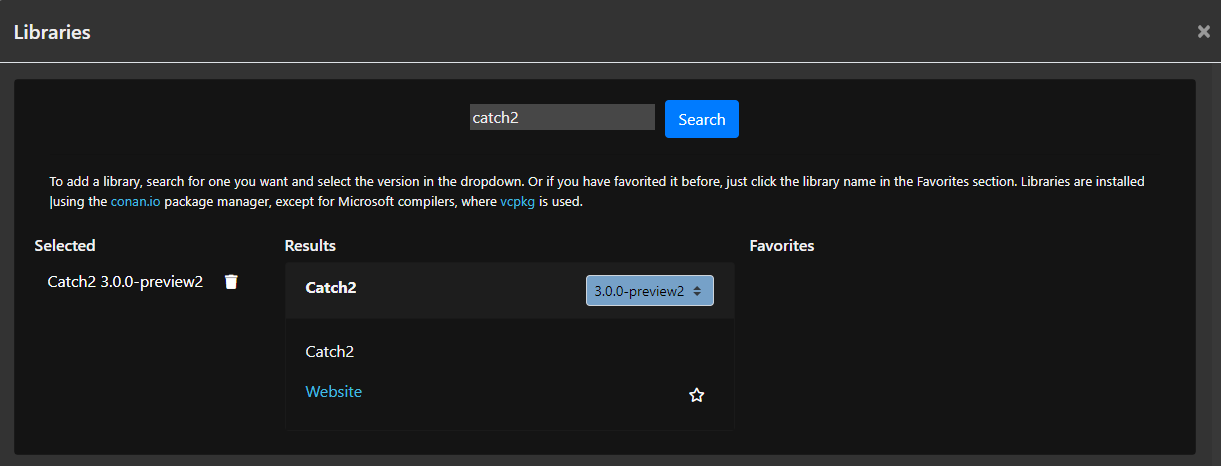 Libraries
×
catch2
Search
To add a library, search for one you want and select the version in the dropdown. Or if you have favorited it before, just click the library name in the Favorites section. Libraries are installed
|using the conan.io package manager, except for Microsoft compilers, where vcpkg is used.
Selected
Results
Favorites
Catch2 3.0.0-preview2
Catch2
3.0.0-preview2
Catch2
Website